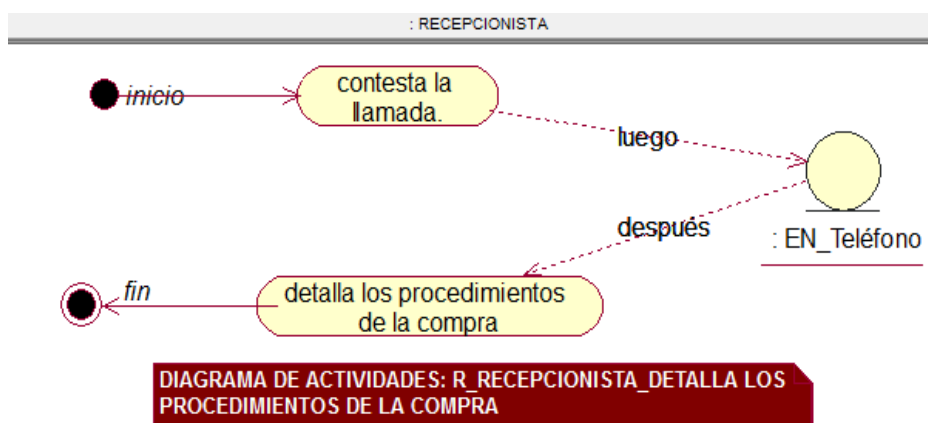 : RECEPCIONISTA
inicio
contesta la
llamada.
luego
después
: EN_Teléfono
fin
detalla los procedimientos
de la compra
DIAGRAMA DE ACTIVIDADES: R_RECEPCIONISTA_DETALLA LOS
PROCEDIMIENTOS DE LA COMPRA